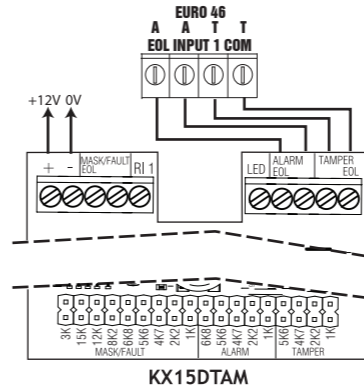 EURO 46
A A T T
EOL INPUT 1 COM
+12V 0V
+ - MASK/FAULT EOL RI 1
LED ALARM EOL TAMPER EOL
3K 15K 12K 8K2 6K8 5K6 4K7 2K2 1K 6K8 4K7 2K2 1K 5K6 4K7 2K2 1K
MASK/FAULT ALARM TAMPER
KX15DTAM